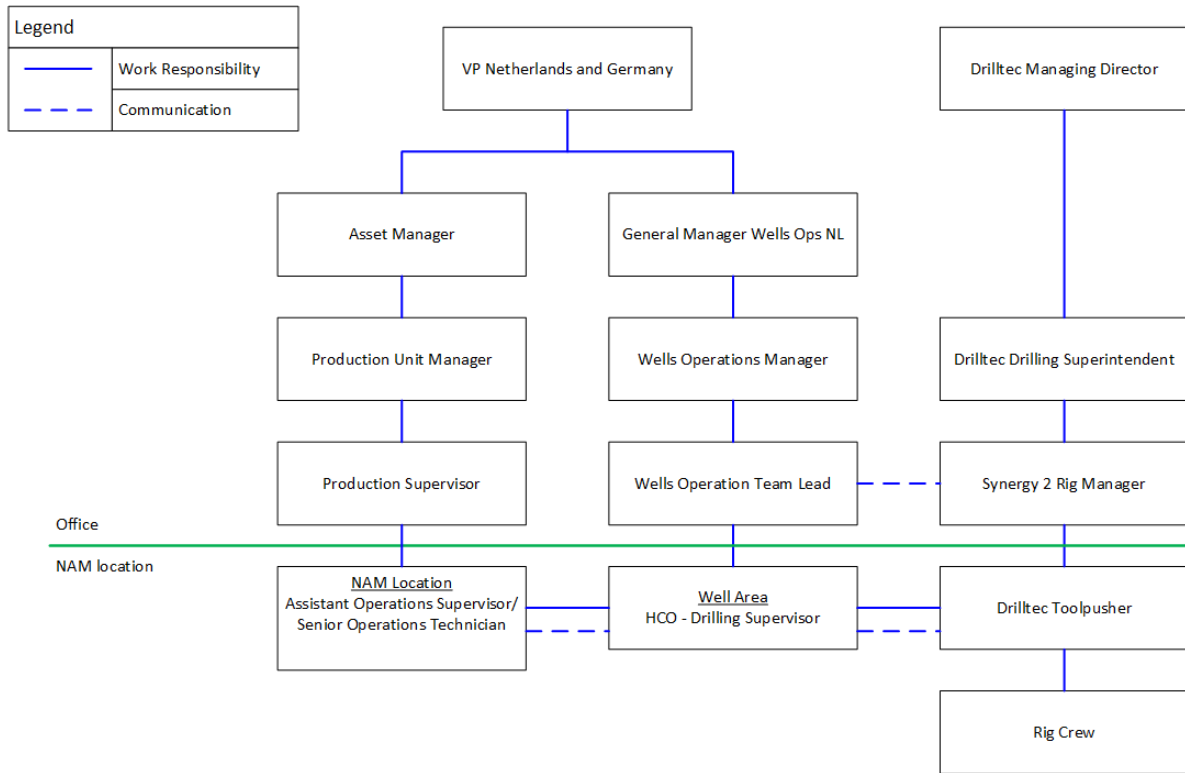 Legend
Work Responsibility
Communication
VP Netherlands and Germany
Drilltec Managing Director
Asset Manager
General Manager Wells Ops NL
Production Unit Manager
Wells Operations Manager
Drilltec Drilling Superintendent
Production Supervisor
Wells Operation Team Lead
Synergy 2 Rig Manager
Office
NAM location
NAM Location
Assistant Operations Supervisor/
Senior Operations Technician
Well Area
HCO - Drilling Supervisor
Drilltec Toolpusher
Rig Crew